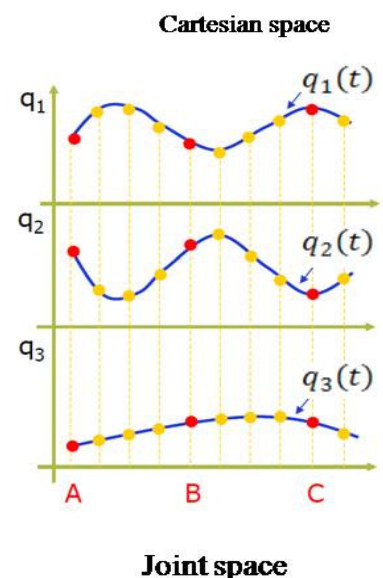 Cartesian space
q₁
q₁(t)
q₂
q₂(t)
q₃
q₃(t)
A B C
Joint space